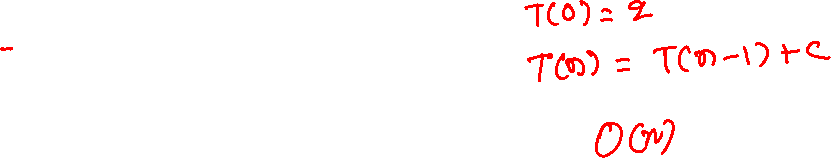 T(0) = 2
T(n) = T(n-1) + c
O(n)